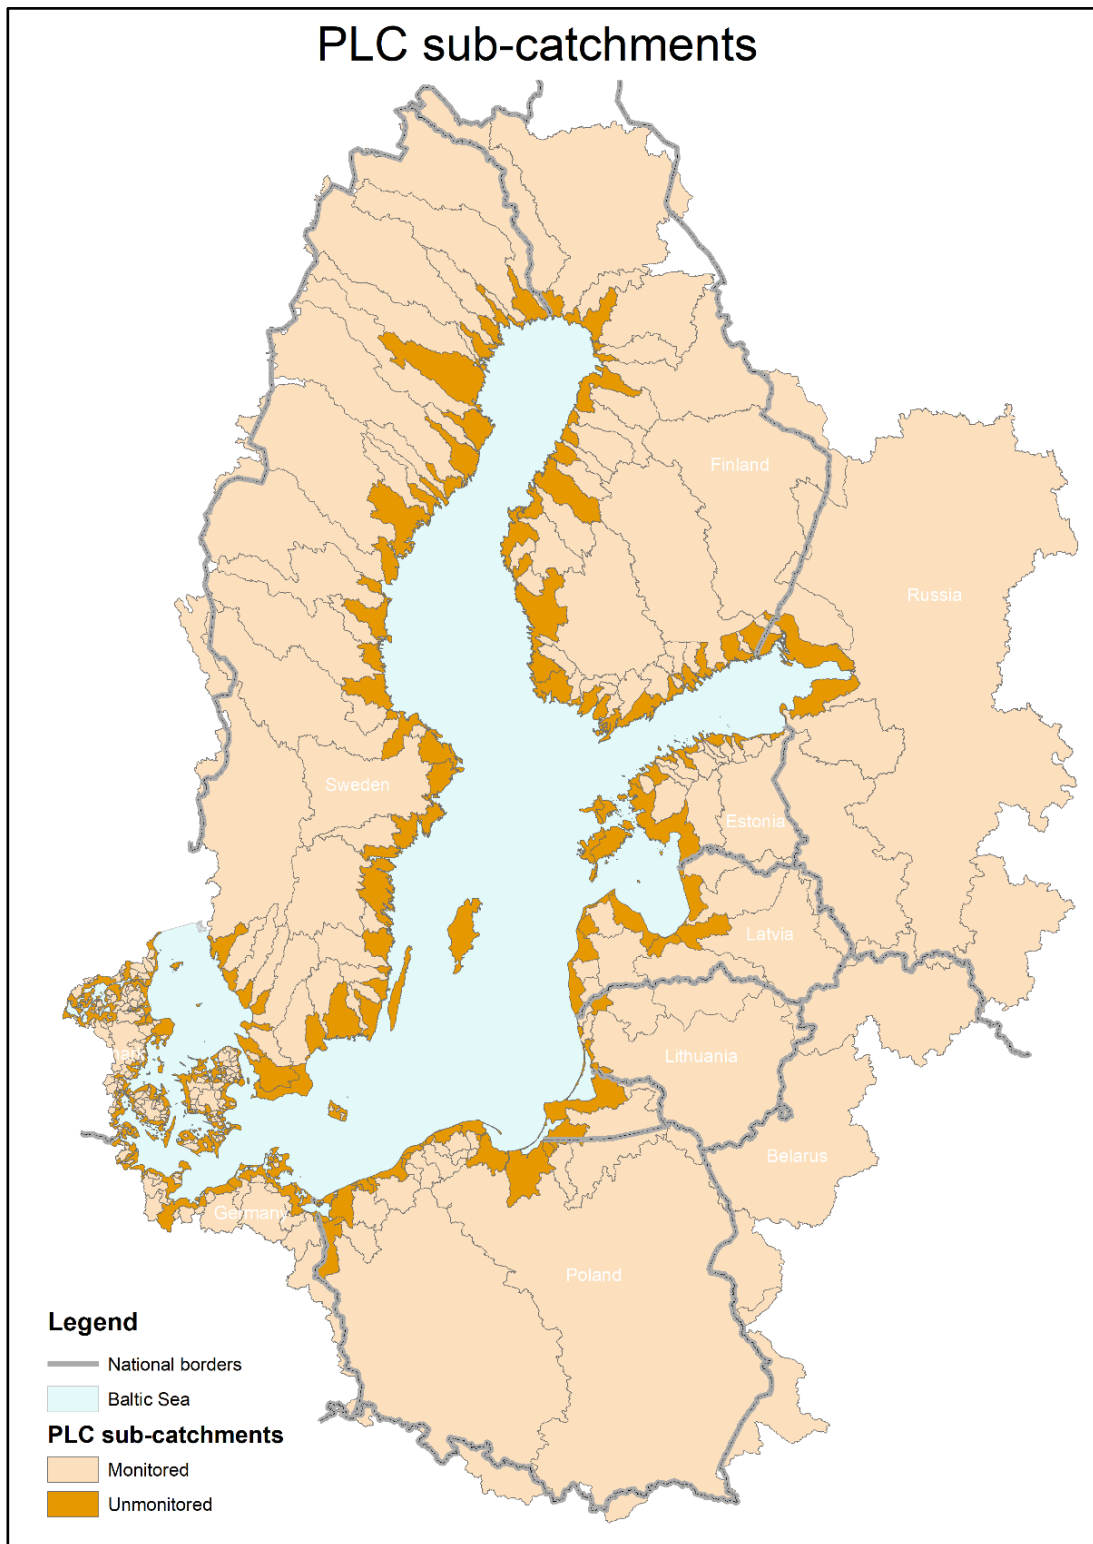 PLC sub-catchments
Finland
Russia
Sweden
Estonia
Latvia
Lithuania
Belarus
Germany
Poland
Legend
National borders
Baltic Sea
PLC sub-catchments
Monitored
Unmonitored